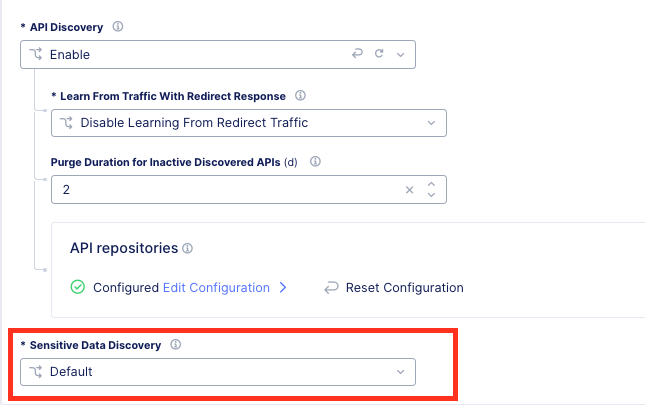 * API Discovery
Enable
* Learn From Traffic With Redirect Response
Disable Learning From Redirect Traffic
Purge Duration for Inactive Discovered APIs (d)
2
API repositories
Configured Edit Configuration Reset Configuration
* Sensitive Data Discovery
Default